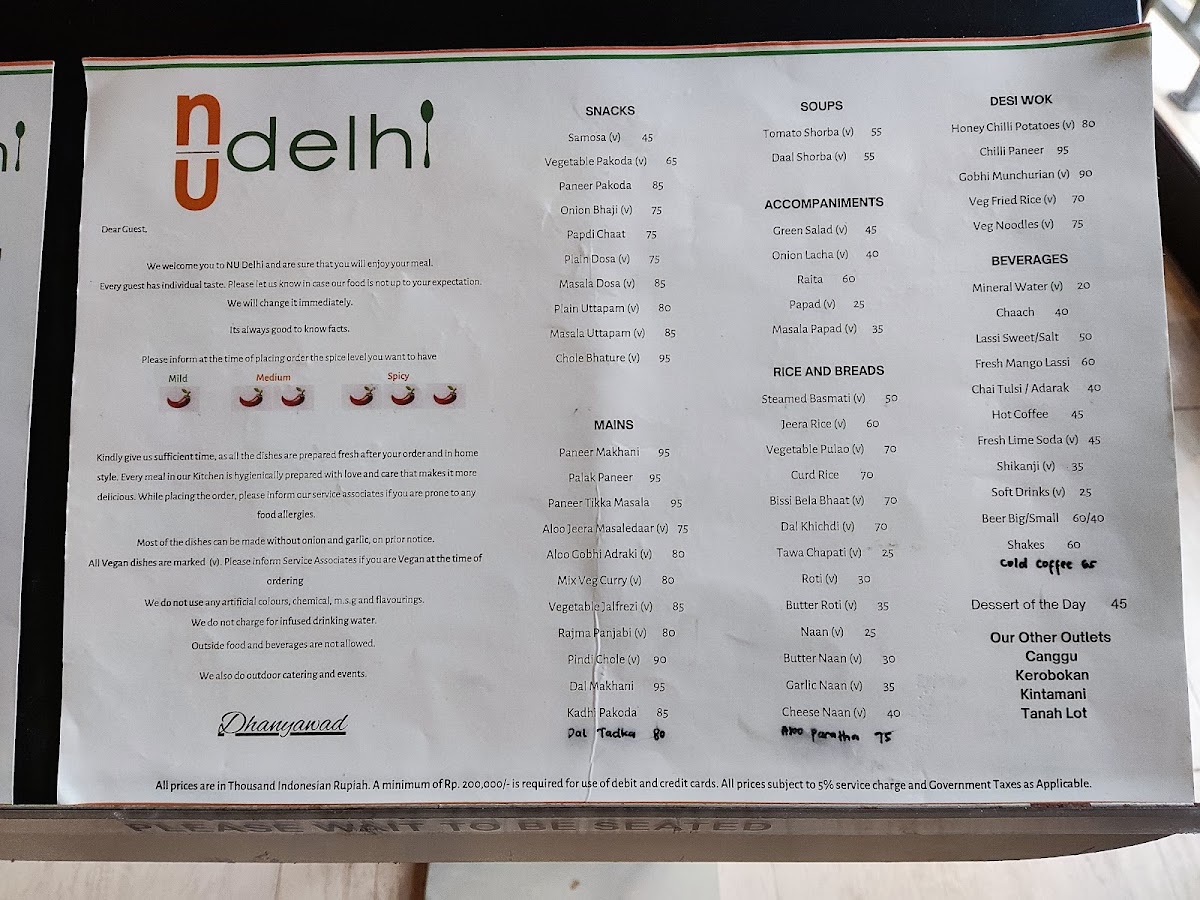 nu delhi
Dear Guest,
We welcome you to NU Delhi and are sure that you will enjoy your meal.
Every guest has individual taste. Please let us know in case our food is not up to your expectation.
We will change it immediately.
Its always good to know facts.
Please inform at the time of placing order the spice level you want to have
Mild Medium Spicy
Kindly give us sufficient time, as all the dishes are prepared fresh after your order and in home
style. Every meal in our Kitchen is hygienically prepared with love and care that makes it more
delicious. While placing the order, please inform our service associates if you are prone to any
food allergies.
Most of the dishes can be made without onion and garlic, on prior notice.
All Vegan dishes are marked (v). Please inform Service Associates if you are Vegan at the time of
ordering
We do not use any artificial colours, chemical, m.s.g and flavourings.
We do not charge for infused drinking water.
Outside food and beverages are not allowed.
We also do outdoor catering and events.
Dhanyawad
SNACKS
Samosa (v) 45
Vegetable Pakoda (v) 65
Paneer Pakoda 85
Onion Bhaji (v) 75
Papdi Chaat 75
Plain Dosa (v) 75
Masala Dosa (v) 85
Plain Uttapam (v) 80
Masala Uttapam (v) 85
Chole Bhature (v) 95
MAINS
Paneer Makhani 95
Palak Paneer 95
Paneer Tikka Masala 95
Aloo Jeera Masaledaar (v) 75
Aloo Gobhi Adraki (v) 80
Mix Veg Curry (v) 80
Vegetable Jalfrezi (v) 85
Rajma Panjabi (v) 80
Pindi Chole (v) 90
Dal Makhani 95
Kadhi Pakoda 85
Dal Tadka 80
SOUPS
Tomato Shorba (v) 55
Daal Shorba (v) 55
ACCOMPANIMENTS
Green Salad (v) 45
Onion Lacha (v) 40
Raita 60
Papad (v) 25
Masala Papad (v) 35
RICE AND BREADS
Steamed Basmati (v) 50
Jeera Rice (v) 60
Vegetable Pulao (v) 70
Curd Rice 70
Bissi Bela Bhaat (v) 70
Dal Khichdi (v) 70
Tawa Chapati (v) 25
Roti (v) 30
Butter Roti (v) 35
Naan (v) 25
Butter Naan (v) 30
Garlic Naan (v) 35
Cheese Naan (v) 40
Aloo Paratha 75
DESI WOK
Honey Chilli Potatoes (v) 80
Chilli Paneer 95
Gobhi Munchurian (v) 90
Veg Fried Rice (v) 70
Veg Noodles (v) 75
BEVERAGES
Mineral Water (v) 20
Chaach 40
Lassi Sweet/Salt 50
Fresh Mango Lassi 60
Chai Tulsi / Adarak 40
Hot Coffee 45
Fresh Lime Soda (v) 45
Shikanji (v) 35
Soft Drinks (v) 25
Beer Big/Small 60/40
Shakes 60
Cold Coffee 65
Dessert of the Day 45
Our Other Outlets
Canggu
Kerobokan
Kintamani
Tanah Lot
All prices are in Thousand Indonesian Rupiah. A minimum of Rp. 200,000/- is required for use of debit and credit cards. All prices subject to 5% service charge and Government Taxes as Applicable.
PLEASE WAIT TO BE SEATED